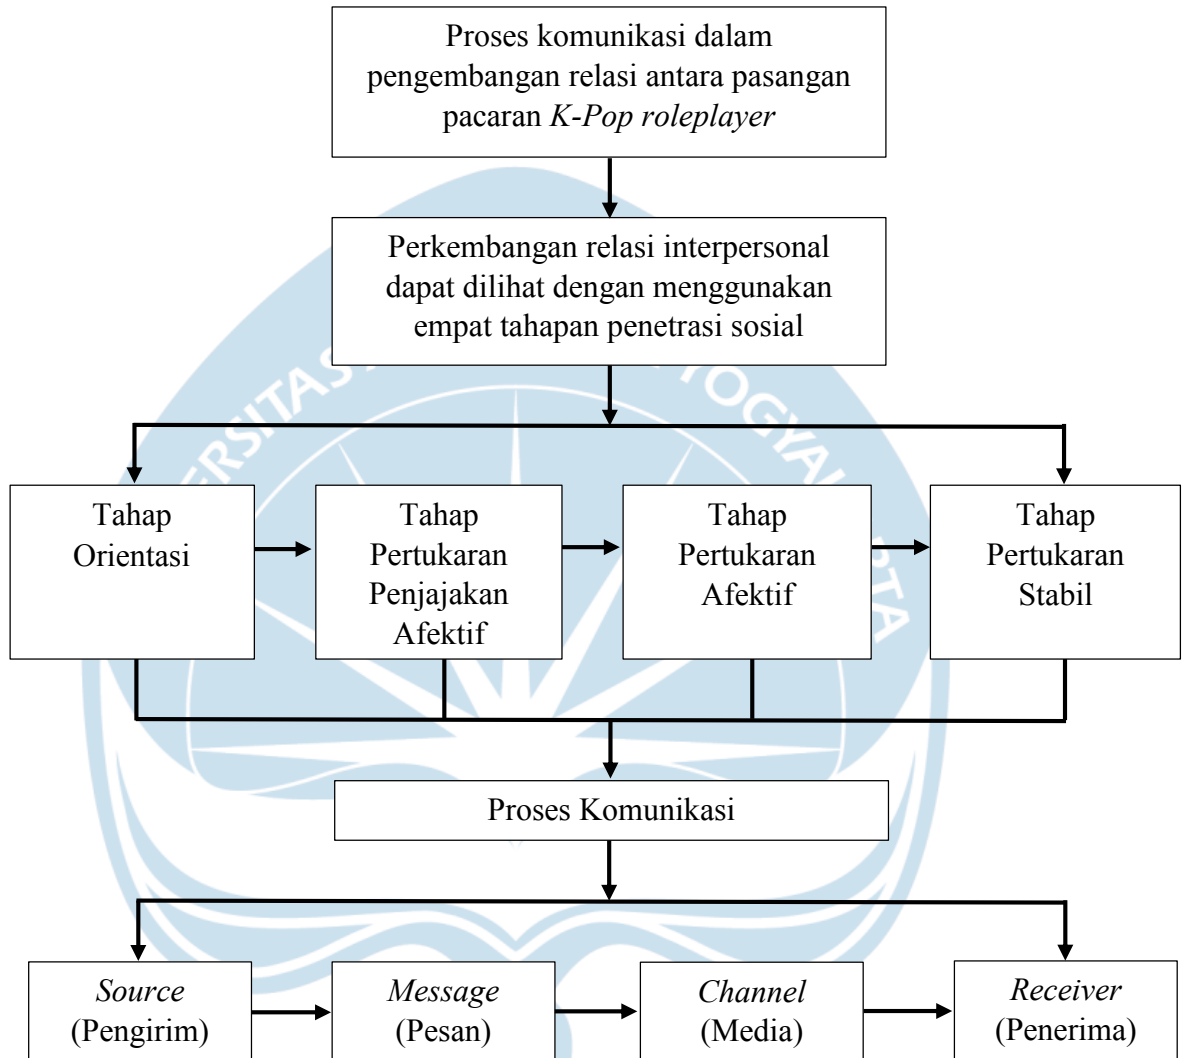 Proses komunikasi dalam
pengembangan relasi antara pasangan
pacaran K-Pop roleplayer
Perkembangan relasi interpersonal
dapat dilihat dengan menggunakan
empat tahapan penetrasi sosial
Tahap
Orientasi
Tahap
Pertukaran
Penjajakan
Afektif
Tahap
Pertukaran
Afektif
Tahap
Pertukaran
Stabil
Proses Komunikasi
Source
(Pengirim)
Message
(Pesan)
Channel
(Media)
Receiver
(Penerima)